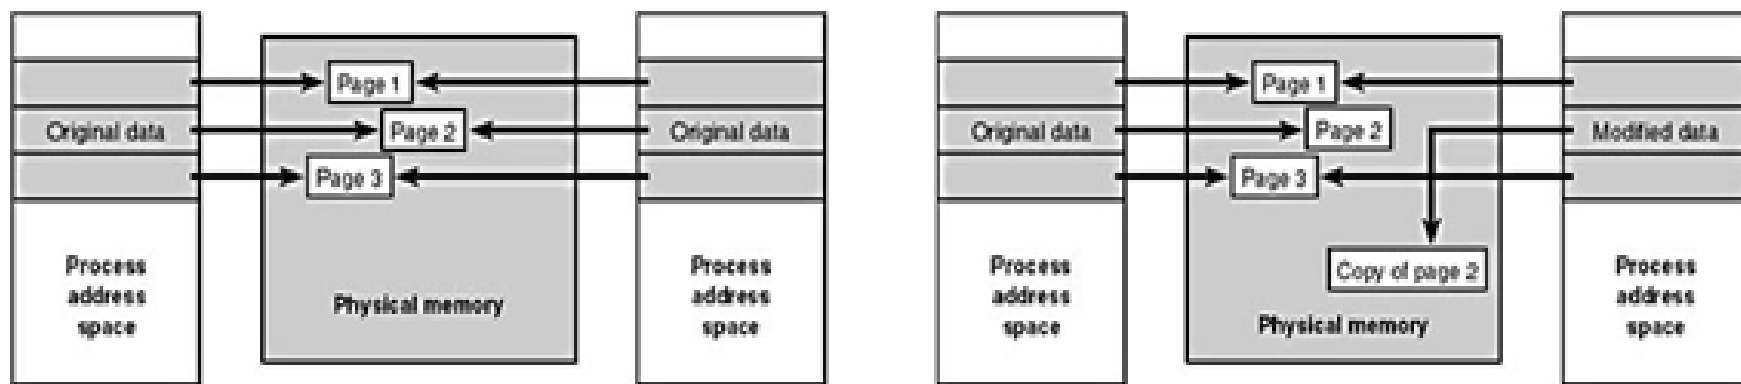 Page 1
Original data
Page 2
Original data
Page 3
Process
address
space
Physical memory
Process
address
space
Page 1
Original data
Page 2
Modified data
Page 3
Process
address
space
Copy of page 2
Physical memory
Process
address
space